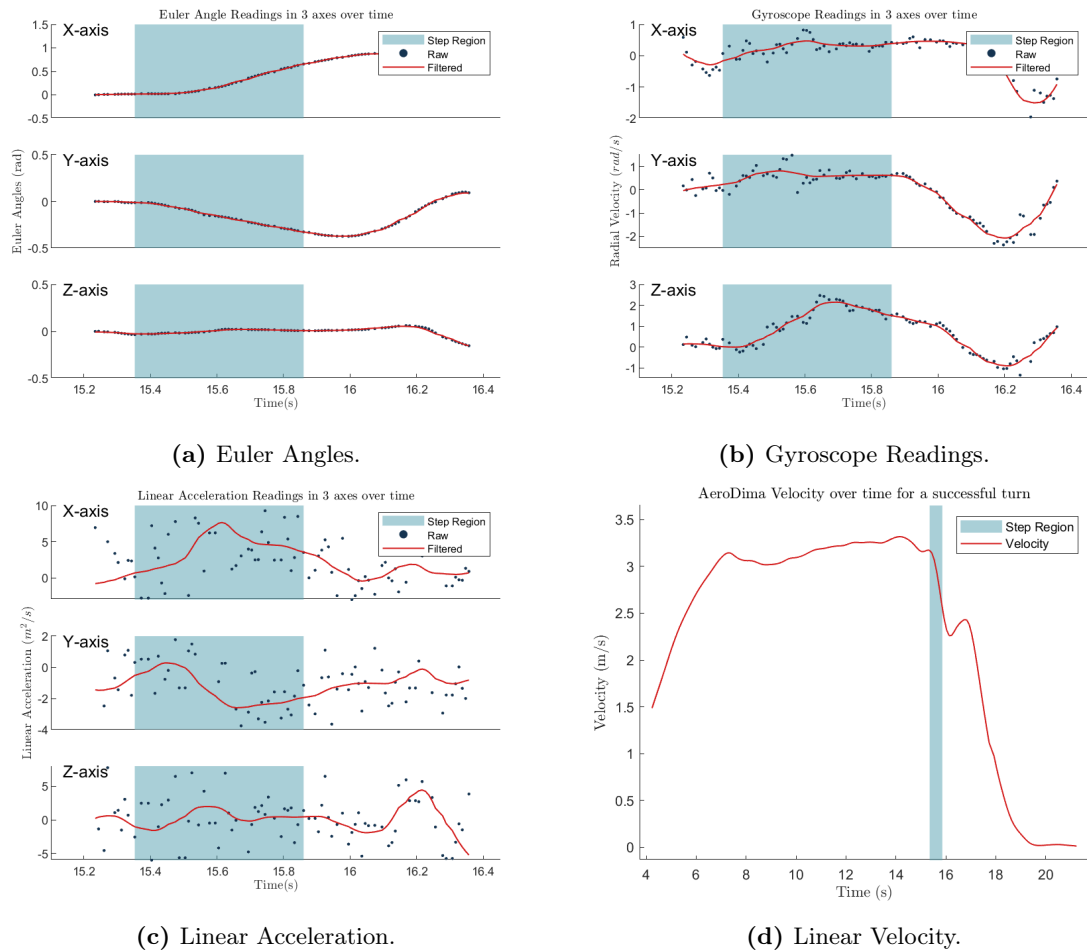 Euler Angle Readings in 3 axes over time
X-axis
Step Region
Raw
Filtered
1.5
1
0.5
0
-0.5
Y-axis
0.5
0
-0.5
Euler Angles (rad)
Z-axis
0.5
0
-0.5
15.2 15.4 15.6 15.8 16 16.2 16.4
Time(s)
(a) Euler Angles.
Gyroscope Readings in 3 axes over time
X-axis
Step Region
Raw
Filtered
1
0
-1
-2
Y-axis
1
0
-1
-2
Radial Velocity (rad/s)
Z-axis
3
2
1
0
-1
15.2 15.4 15.6 15.8 16 16.2 16.4
Time(s)
(b) Gyroscope Readings.
Linear Acceleration Readings in 3 axes over time
X-axis
Step Region
Raw
Filtered
10
5
0
Y-axis
2
0
-2
-4
Linear Acceleration (m²/s)
Z-axis
5
0
-5
15.2 15.4 15.6 15.8 16 16.2 16.4
Time(s)
(c) Linear Acceleration.
AeroDima Velocity over time for a successful turn
Step Region
Velocity
3.5
3
2.5
2
1.5
1
0.5
0
Velocity (m/s)
4 6 8 10 12 14 16 18 20
Time (s)
(d) Linear Velocity.